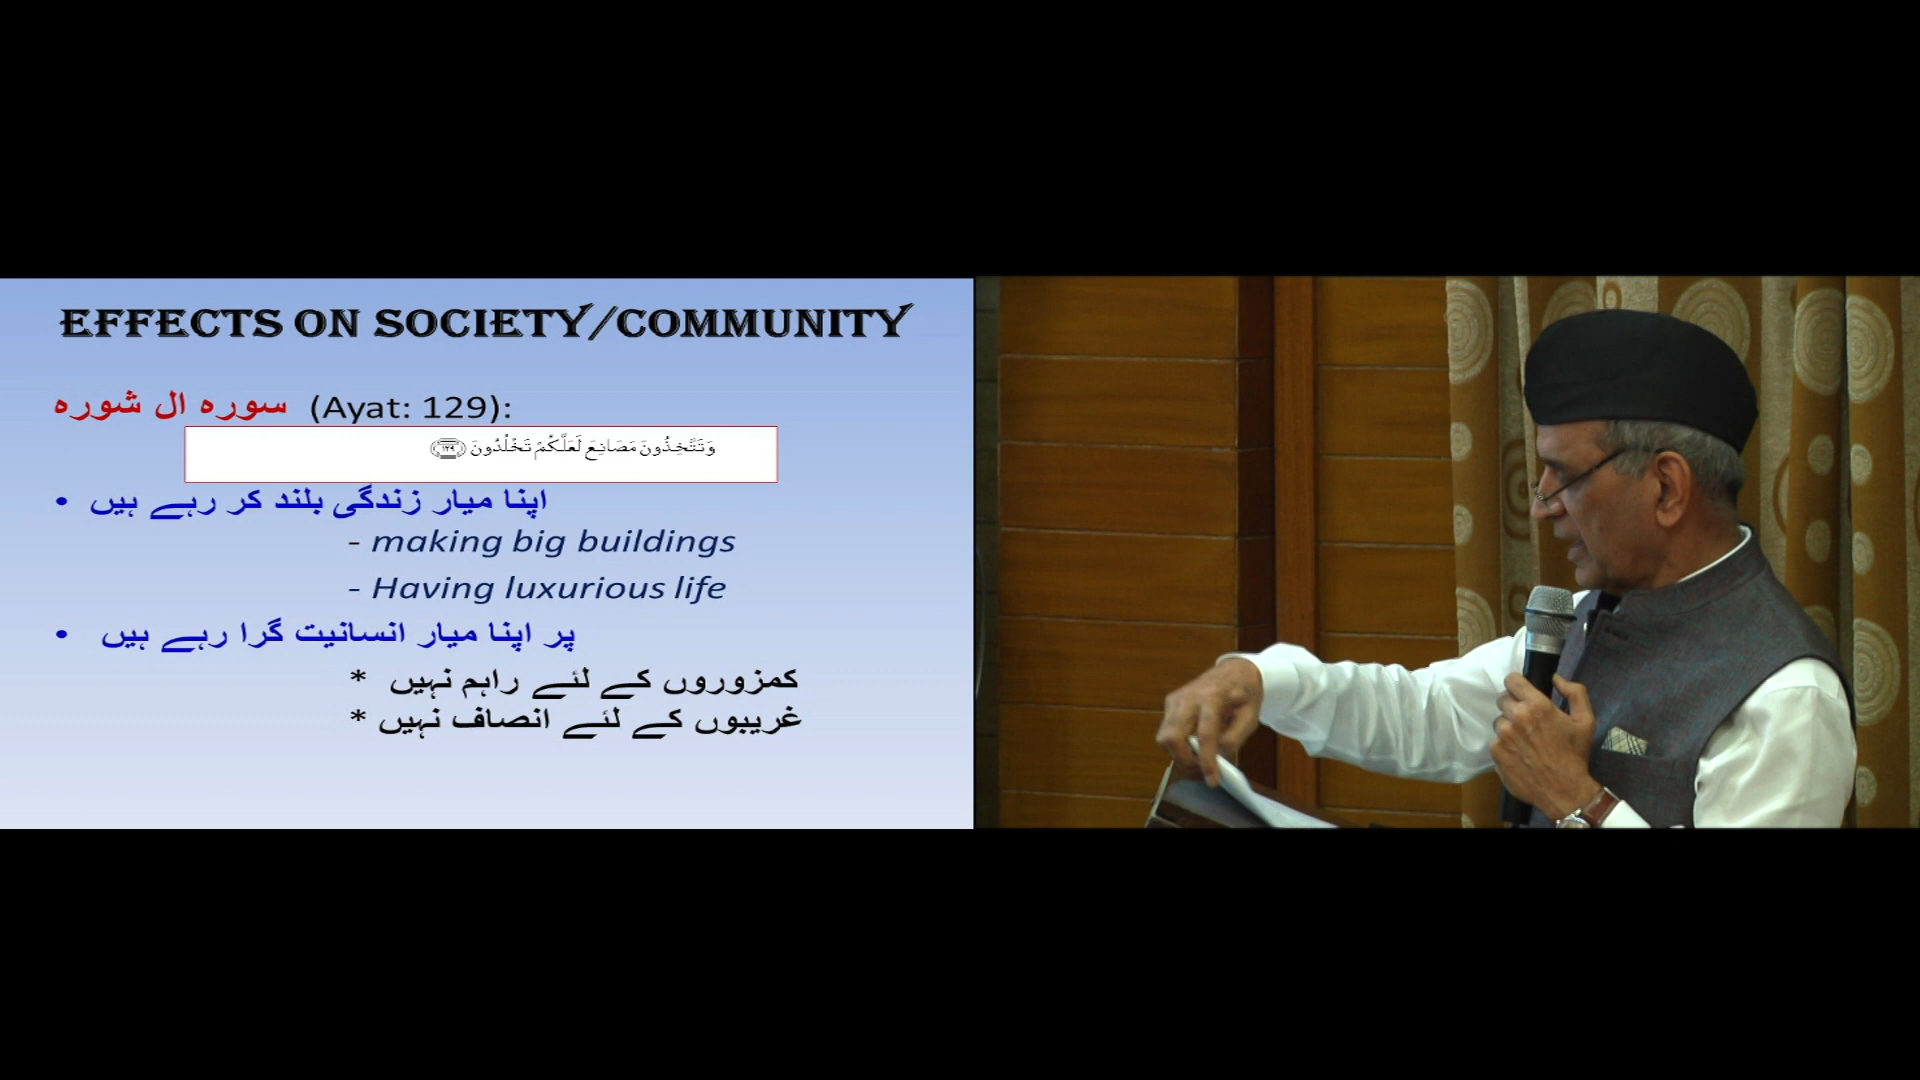 EFFECTS ON SOCIETY/COMMUNITY
سورہ ال شورہ (Ayat: 129):
وَتَتَّخِذُونَ مَصَانِعَ لَعَلَّكُمْ تَخْلُدُونَ ﴿١٢٩﴾
• اپنا میار زندگی بلند کر رہے ہیں
- making big buildings
- Having luxurious life
• پر اپنا میار انسانیت گرا رہے ہیں
* کمزوروں کے لئے راہم نہیں
* غریبوں کے لئے انصاف نہیں